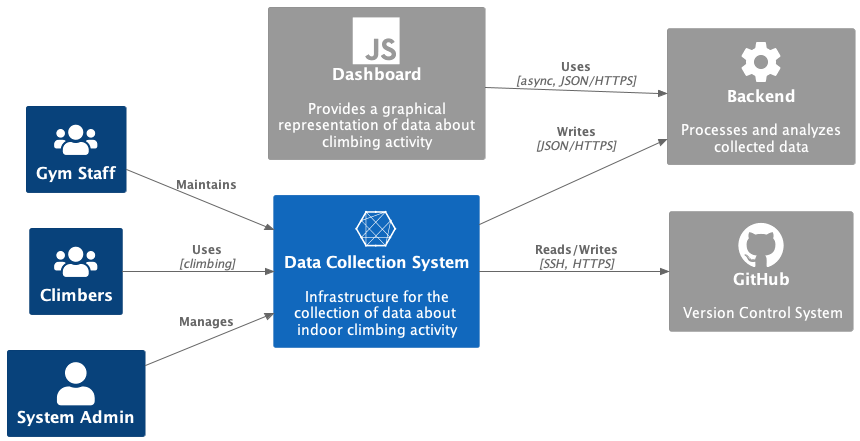 JS
Dashboard
Provides a graphical
representation of data about
climbing activity
Uses
[async, JSON/HTTPS]
Backend
Processes and analyzes
collected data
Writes
[JSON/HTTPS]
Gym Staff
Maintains
Climbers
Uses
[climbing]
System Admin
Manages
Data Collection System
Infrastructure for the
collection of data about
indoor climbing activity
Reads/Writes
[SSH, HTTPS]
GitHub
Version Control System